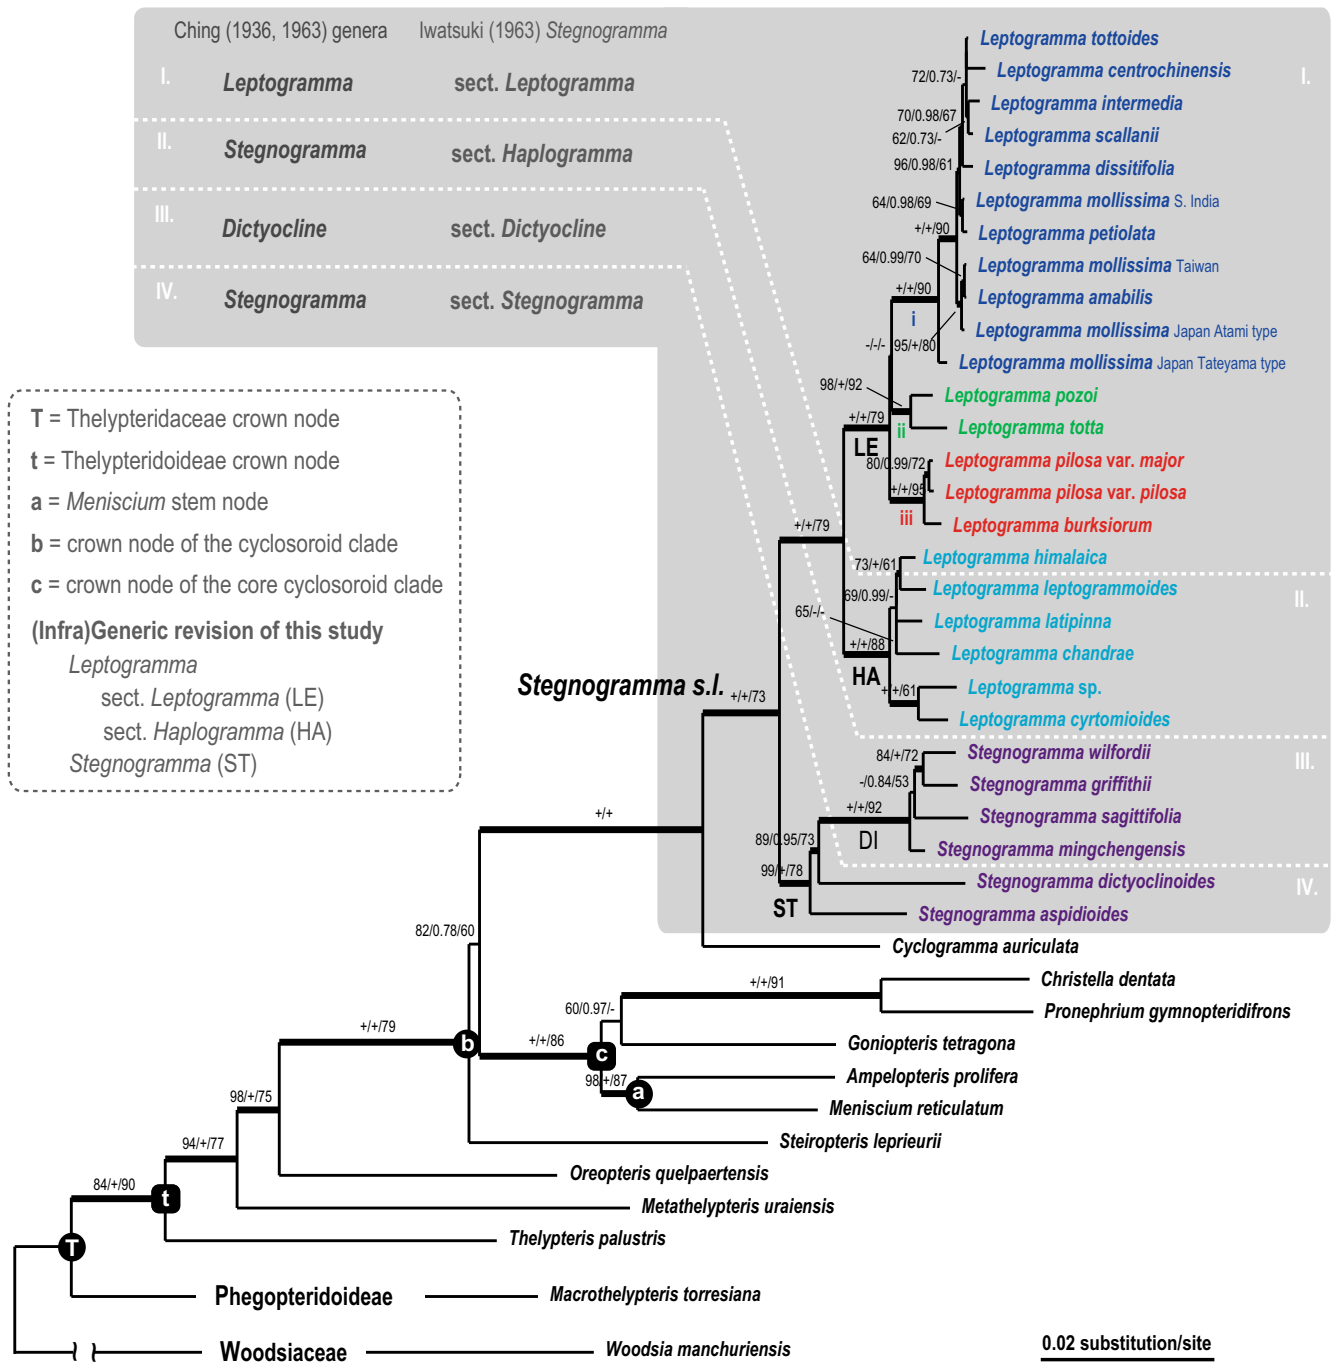 Ching (1936, 1963) genera Iwatsuki (1963) Stegnogramma
I. Leptogramma sect. Leptogramma
II. Stegnogramma sect. Haplogramma
III. Dictyocline sect. Dictyocline
IV. Stegnogramma sect. Stegnogramma
T = Thelypteridaceae crown node
t = Thelypteridoideae crown node
a = Meniscium stem node
b = crown node of the cyclosoroid clade
c = crown node of the core cyclosoroid clade
(Infra)Generic revision of this study
Leptogramma
sect. Leptogramma (LE)
sect. Haplogramma (HA)
Stegnogramma (ST)
Leptogramma tottoides
I.
72/0.73/-
Leptogramma centrochinensis
Leptogramma intermedia
70/0.98/67
Leptogramma scallanii
62/0.73/-
96/0.98/61
Leptogramma dissitifolia
64/0.98/69
Leptogramma mollissima S. India
+/+/90
Leptogramma petiolata
64/0.99/70
Leptogramma mollissima Taiwan
+/+/90
i
Leptogramma amabilis
Leptogramma mollissima Japan Atami type
-/-/-
95/+/80
Leptogramma mollissima Japan Tateyama type
98/+/92
Leptogramma pozoi
+/+/79
LE
ii
Leptogramma totta
80/0.99/72
Leptogramma pilosa var. major
+/+/95
iii
Leptogramma pilosa var. pilosa
Leptogramma burksiorum
+/+/79
73/+/61
Leptogramma himalaica
69/0.99/-
Leptogramma leptogrammoides
II.
65/-/-
Leptogramma latipinna
+/+/88
HA
Leptogramma chandrae
+/+/61
Leptogramma sp.
Leptogramma cyrtomioides
Stegnogramma s.l.
+/+/73
84/+/72
Stegnogramma wilfordii
III.
-/0.84/53
Stegnogramma griffithii
+/+/92
DI
Stegnogramma sagittifolia
89/0.95/73
Stegnogramma mingchengensis
99/+/78
ST
Stegnogramma dictyoclinoides
IV.
Stegnogramma aspidioides
+/+
Cyclogramma auriculata
82/0.78/60
+/+/91
Christella dentata
Pronephrium gymnopteridifrons
60/0.97/-
+/+/79
b
+/+/86
c
Goniopteris tetragona
98/+/87
a
Ampelopteris prolifera
Meniscium reticulatum
Steiropteris leprieurii
98/+/75
Oreopteris quelpaertensis
94/+/77
Metathelypteris uraiensis
84/+/90
t
Thelypteris palustris
T
Phegopteridoideae Macrothelypteris torresiana
Woodsiaceae Woodsia manchuriensis
0.02 substitution/site